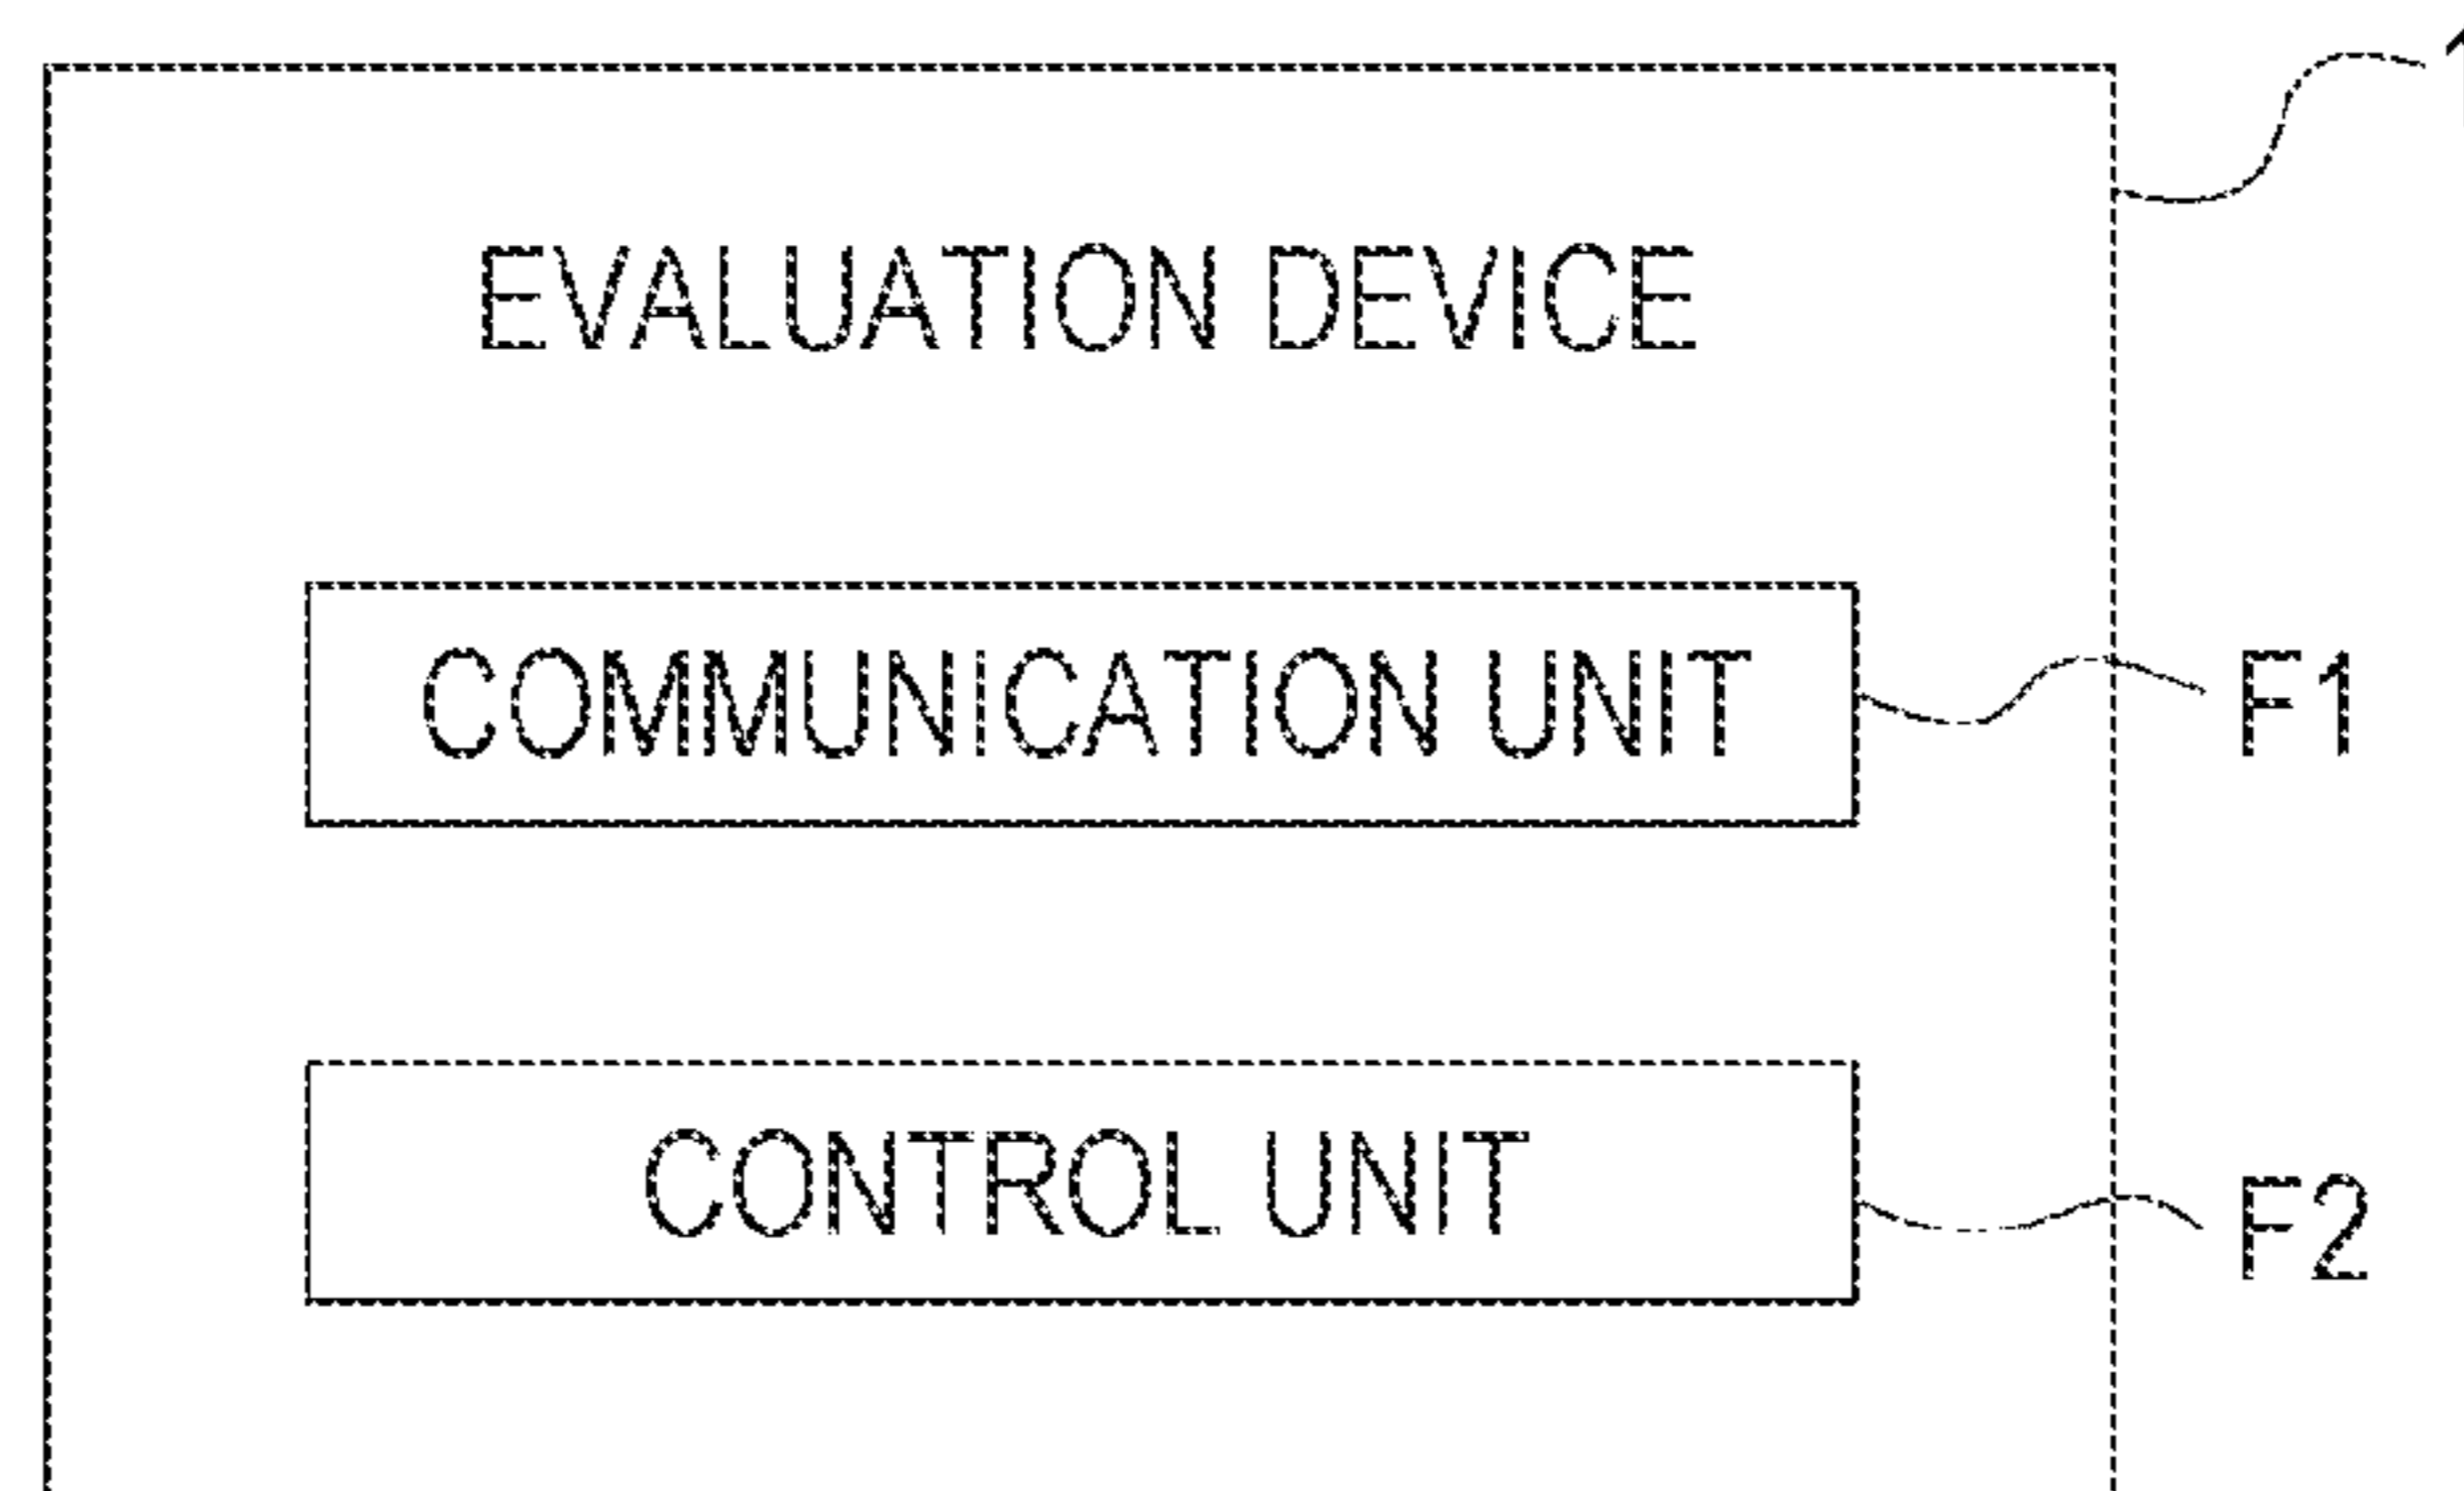 EVALUATION DEVICE
COMMUNICATION UNIT
F1
CONTROL UNIT
F2